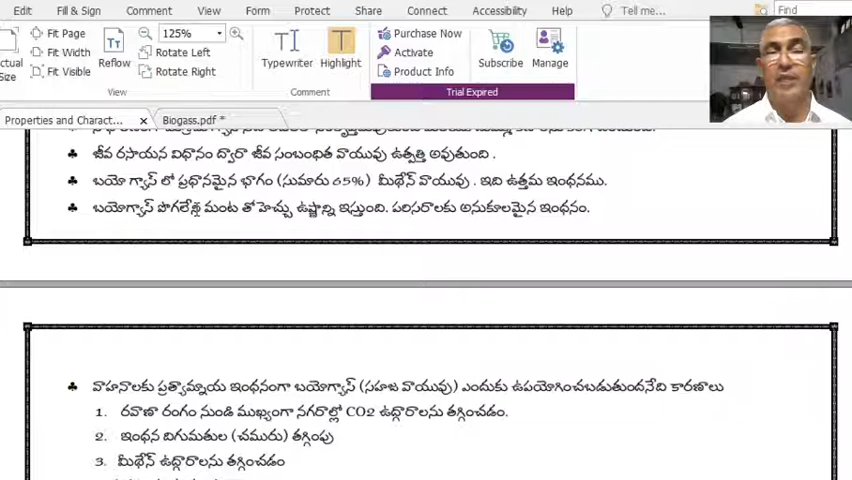 Edit Fill & Sign Comment View Form Protect Share Connect Accessibility Help Tell me... Find
Fit Page 125% Purchase Now
Actual Size Fit Width Reflow Rotate Left Typewriter Highlight Activate Subscribe Manage
Fit Visible Rotate Right Product Info
View Comment Trial Expired
Properties and Charact... × Biogass.pdf *
♣ జీవ రసాయన విధానం ద్వారా జీవ సంబంధిత వాయువు ఉత్పత్తి అవుతుంది .
♣ బయో గ్యాస్ లో ప్రధానమైన భాగం (సుమారు 65%) మీథేన్ వాయువు . ఇది ఉత్తమ ఇంధనము.
♣ బయోగ్యాస్ పొగలేని మంట తో హెచ్చు ఉష్ణాన్ని ఇస్తుంది. పరిసరాలకు అనుకూలమైన ఇంధనం.
♣ వాహనాలకు ప్రత్యామ్నాయ ఇంధనంగా బయోగ్యాస్ (సహజ వాయువు) ఎందుకు ఉపయోగించబడుతుందనేది కారణాలు
1. రవాణా రంగం నుండి ముఖ్యంగా నగరాల్లో CO2 ఉద్గారాలను తగ్గించడం.
2. ఇంధన దిగుమతుల (చమురు) తగ్గింపు
3. మీథేన్ ఉద్గారాలను తగ్గించడం